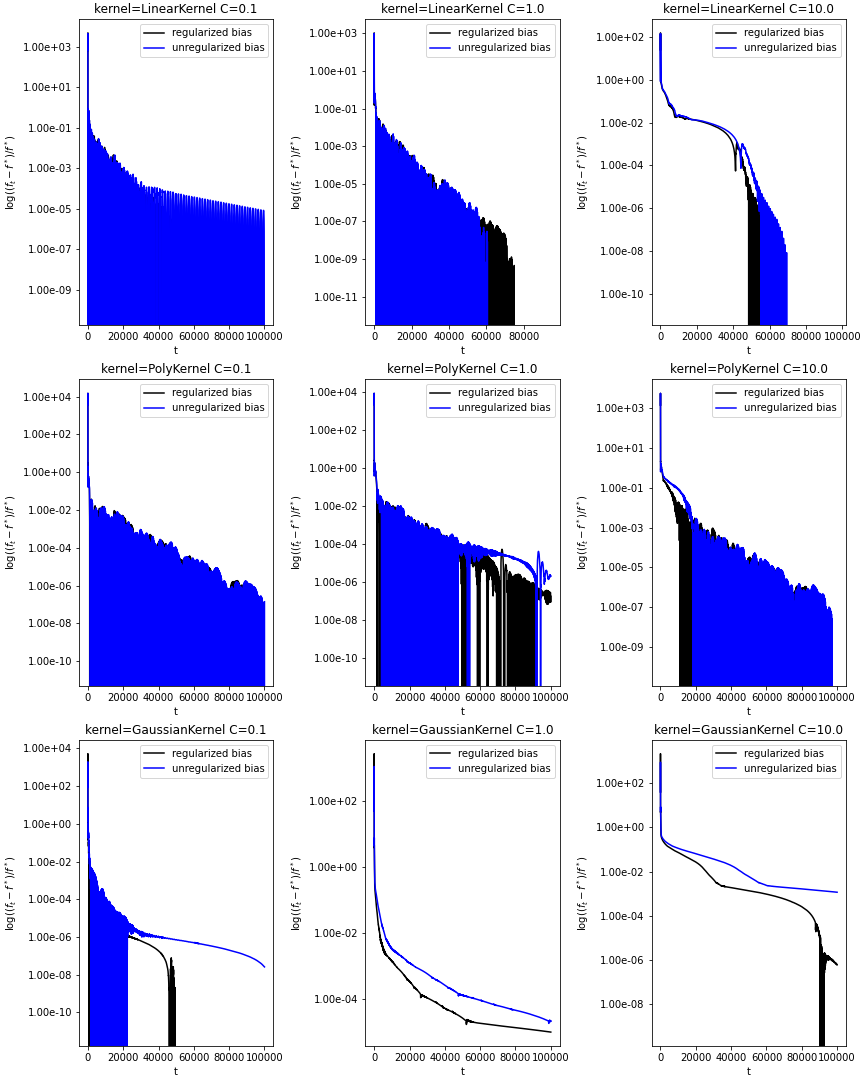 kernel=LinearKernel C=0.1
regularized bias
unregularized bias
1.00e+03
1.00e+01
1.00e-01
1.00e-03
1.00e-05
1.00e-07
1.00e-09
log((f_t − f*)/f*)
0 20000 40000 60000 80000 100000
t
kernel=LinearKernel C=1.0
regularized bias
unregularized bias
1.00e+03
1.00e+01
1.00e-01
1.00e-03
1.00e-05
1.00e-07
1.00e-09
1.00e-11
log((f_t − f*)/f*)
0 20000 40000 60000 80000
t
kernel=LinearKernel C=10.0
regularized bias
unregularized bias
1.00e+02
1.00e+00
1.00e-02
1.00e-04
1.00e-06
1.00e-08
1.00e-10
log((f_t − f*)/f*)
0 20000 40000 60000 80000 100000
t
kernel=PolyKernel C=0.1
regularized bias
unregularized bias
1.00e+04
1.00e+02
1.00e+00
1.00e-02
1.00e-04
1.00e-06
1.00e-08
1.00e-10
log((f_t − f*)/f*)
0 20000 40000 60000 80000 100000
t
kernel=PolyKernel C=1.0
regularized bias
unregularized bias
1.00e+04
1.00e+02
1.00e+00
1.00e-02
1.00e-04
1.00e-06
1.00e-08
1.00e-10
log((f_t − f*)/f*)
0 20000 40000 60000 80000 100000
t
kernel=PolyKernel C=10.0
regularized bias
unregularized bias
1.00e+03
1.00e+01
1.00e-01
1.00e-03
1.00e-05
1.00e-07
1.00e-09
log((f_t − f*)/f*)
0 20000 40000 60000 80000 100000
t
kernel=GaussianKernel C=0.1
regularized bias
unregularized bias
1.00e+04
1.00e+02
1.00e+00
1.00e-02
1.00e-04
1.00e-06
1.00e-08
1.00e-10
log((f_t − f*)/f*)
0 20000 40000 60000 80000 100000
t
kernel=GaussianKernel C=1.0
regularized bias
unregularized bias
1.00e+02
1.00e+00
1.00e-02
1.00e-04
log((f_t − f*)/f*)
0 20000 40000 60000 80000 100000
t
kernel=GaussianKernel C=10.0
regularized bias
unregularized bias
1.00e+02
1.00e+00
1.00e-02
1.00e-04
1.00e-06
1.00e-08
log((f_t − f*)/f*)
0 20000 40000 60000 80000 100000
t